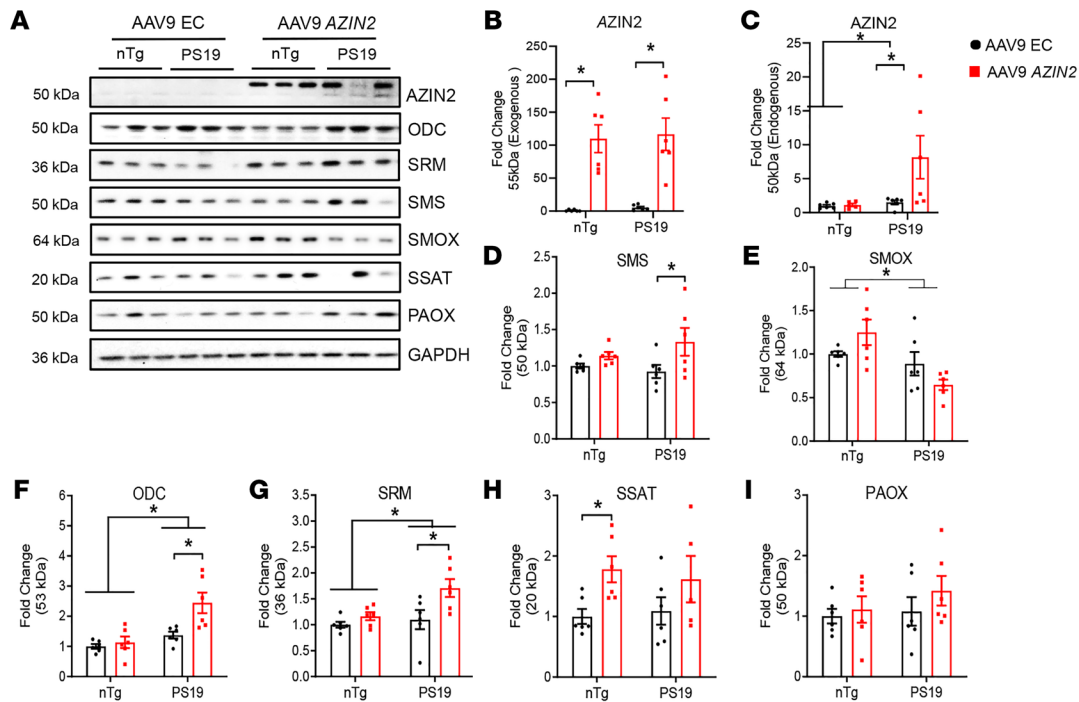 A
AAV9 EC
AAV9 AZIN2
nTg
PS19
nTg
PS19
50 kDa
AZIN2
50 kDa
ODC
36 kDa
SRM
50 kDa
SMS
64 kDa
SMOX
20 kDa
SSAT
50 kDa
PAOX
36 kDa
GAPDH
B
AZIN2
Fold Change
55kDa (Exogenous )
250
200
150
100
50
0
*
*
nTg
PS19
C
AZIN2
Fold Change
50kDa (Endogenous)
25
20
15
10
5
0
*
*
nTg
PS19
AAV9 EC
AAV9 AZIN2
D
SMS
Fold Change
(50 kDa)
2.5
2.0
1.5
1.0
0.5
0.0
*
nTg
PS19
E
SMOX
Fold Change
(64 kDa)
2.0
1.5
1.0
0.5
0.0
*
nTg
PS19
F
ODC
Fold Change
(53 kDa)
6
5
4
3
2
1
0
*
*
nTg
PS19
G
SRM
Fold Change
(36 kDa)
3.5
3.0
2.5
2.0
1.5
1.0
0.5
0.0
*
*
nTg
PS19
H
SSAT
Fold Change
(20 kDa)
3
2
1
0
*
nTg
PS19
I
PAOX
Fold Change
(50 kDa)
3
2
1
0
nTg
PS19